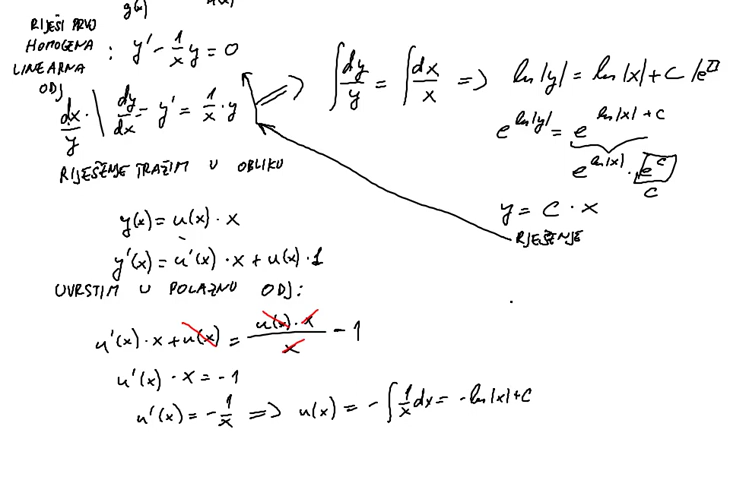 g(x)
RIJEŠI PRVO
HOMOGENA : y' - 1/x y = 0
LINEARNA
ODJ
dx/y · \ dy/dx = y' = 1/x · y
=> ∫ dy/y = ∫ dx/x => ln|y| = ln|x| + C /e^□
e^ln|y| = e^ln|x|+C
e^ln|x| · e^C
C
y = C · x
RJEŠENJE
RJEŠENJE TRAŽIM U OBLIKU
y(x) = u(x) · x
y'(x) = u'(x) · x + u(x) · 1
UVRSTIM U POLAZNU ODJ:
u'(x) · x + u(x) = u(x) · x / x - 1
u'(x) · x = -1
u'(x) = - 1/x => u(x) = - ∫ 1/x dx = - ln|x| + C